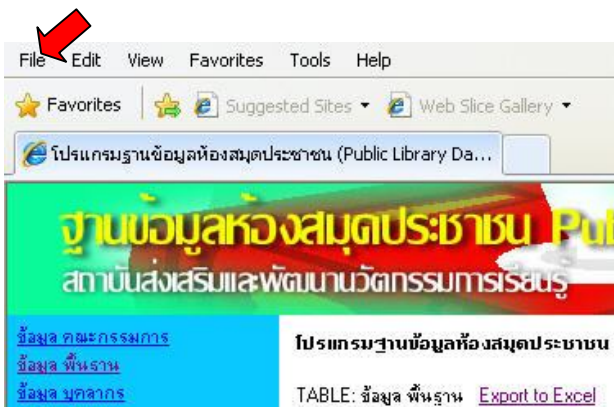 File Edit View Favorites Tools Help
Favorites Suggested Sites Web Slice Gallery
โปรแกรมฐานข้อมูลห้องสมุดประชาชน (Public Library Da...
ฐานข้อมูลห้องสมุดประชาชน Pu
สถาบันส่งเสริมและพัฒนานวัตกรรมการเรียนรู้
ข้อมูล คณะกรรมการ
ข้อมูล พื้นฐาน
ข้อมูล บุคลากร
โปรแกรมฐานข้อมูลห้องสมุดประชาชน
TABLE: ข้อมูล พื้นฐาน Export to Excel